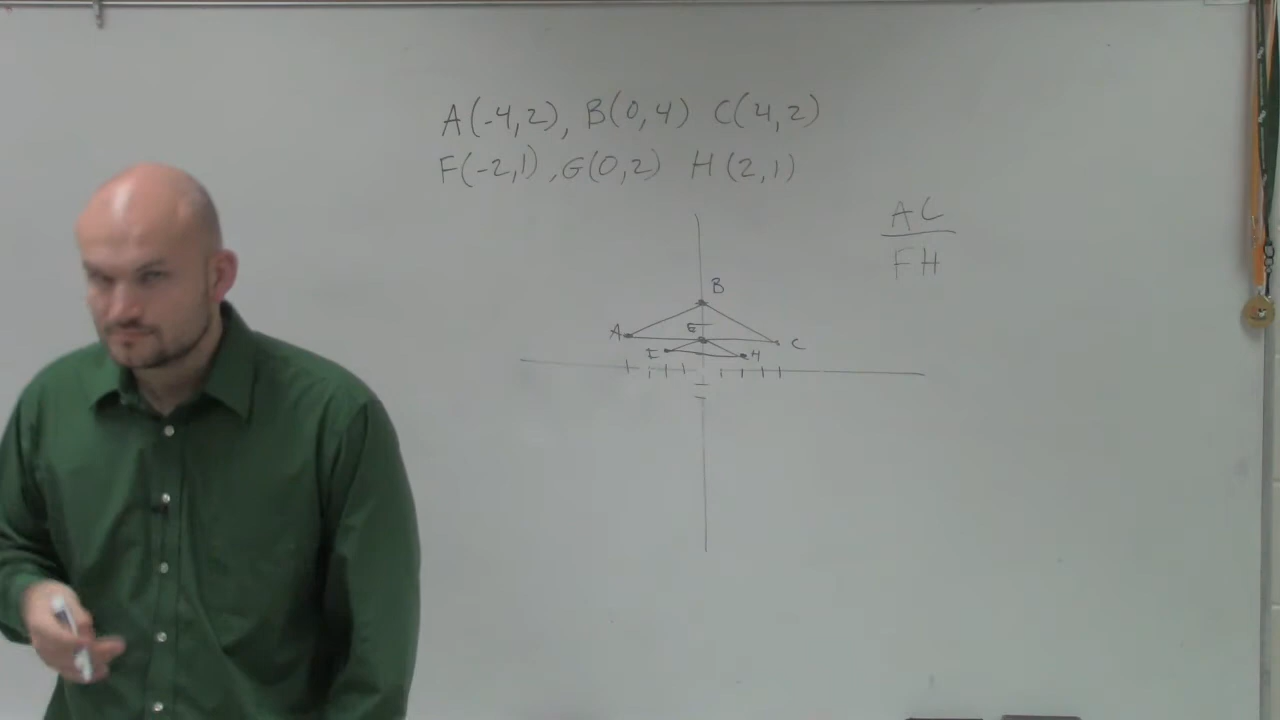 A(-4,2), B(0,4) C(4,2)
F(-2,1), G(0,2) H(2,1)
AC
FH
B
A
G
C
F
H